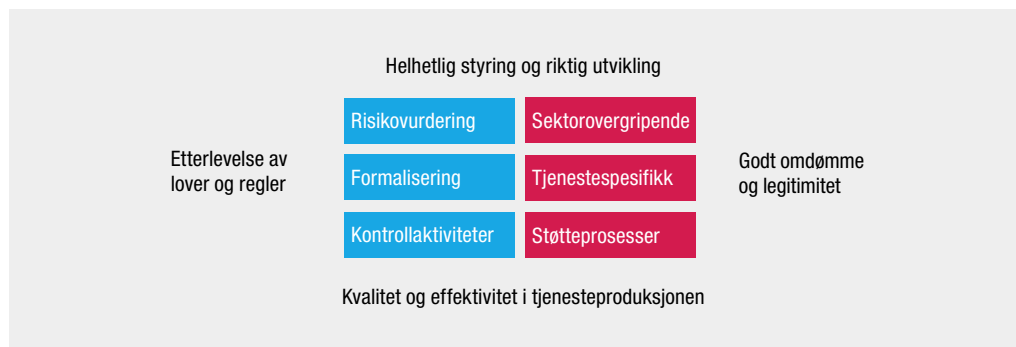 Helhetlig styring og riktig utvikling
Risikovurdering
Sektorovergripende
Etterlevelse av
lover og regler
Formalisering
Tjenestespesifikk
Godt omdømme
og legitimitet
Kontrollaktiviteter
Støtteprosesser
Kvalitet og effektivitet i tjenesteproduksjonen